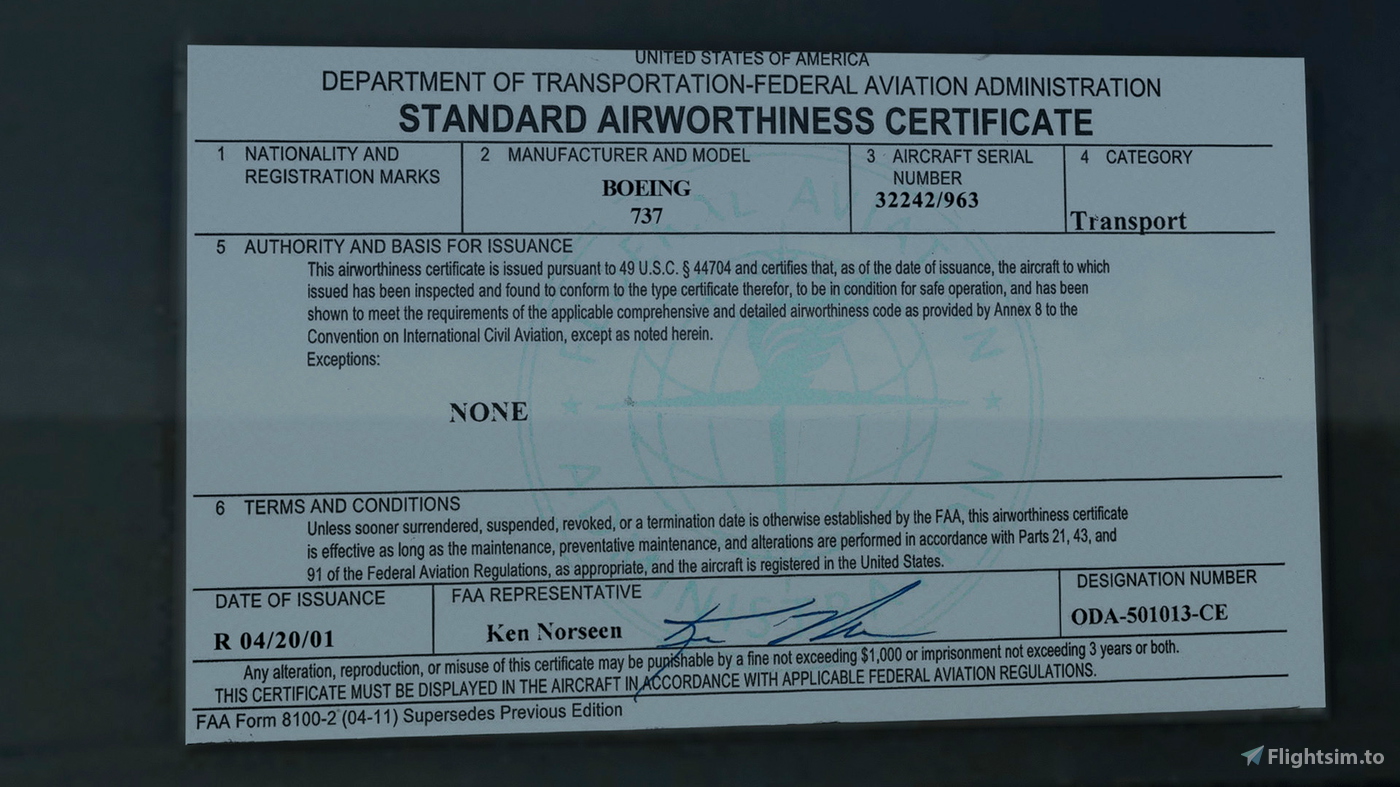 UNITED STATES OF AMERICA
DEPARTMENT OF TRANSPORTATION-FEDERAL AVIATION ADMINISTRATION
STANDARD AIRWORTHINESS CERTIFICATE
1 NATIONALITY AND
REGISTRATION MARKS
2 MANUFACTURER AND MODEL
BOEING
737
3 AIRCRAFT SERIAL
NUMBER
32242/963
4 CATEGORY
Transport
5 AUTHORITY AND BASIS FOR ISSUANCE
This airworthiness certificate is issued pursuant to 49 U.S.C. § 44704 and certifies that, as of the date of issuance, the aircraft to which
issued has been inspected and found to conform to the type certificate therefor, to be in condition for safe operation, and has been
shown to meet the requirements of the applicable comprehensive and detailed airworthiness code as provided by Annex 8 to the
Convention on International Civil Aviation, except as noted herein.
Exceptions:
NONE
6 TERMS AND CONDITIONS
Unless sooner surrendered, suspended, revoked, or a termination date is otherwise established by the FAA, this airworthiness certificate
is effective as long as the maintenance, preventative maintenance, and alterations are performed in accordance with Parts 21, 43, and
91 of the Federal Aviation Regulations, as appropriate, and the aircraft is registered in the United States.
DATE OF ISSUANCE
R 04/20/01
FAA REPRESENTATIVE
Ken Norseen
DESIGNATION NUMBER
ODA-501013-CE
Any alteration, reproduction, or misuse of this certificate may be punishable by a fine not exceeding $1,000 or imprisonment not exceeding 3 years or both.
THIS CERTIFICATE MUST BE DISPLAYED IN THE AIRCRAFT IN ACCORDANCE WITH APPLICABLE FEDERAL AVIATION REGULATIONS.
FAA Form 8100-2 (04-11) Supersedes Previous Edition
Flightsim.to